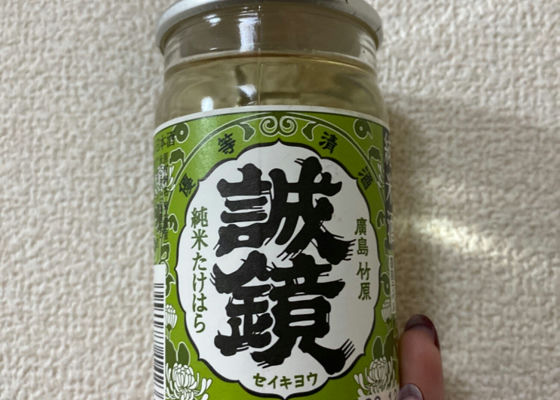 優等清酒
誠鏡
廣島 竹原
純米たけはら
セイキヨウ